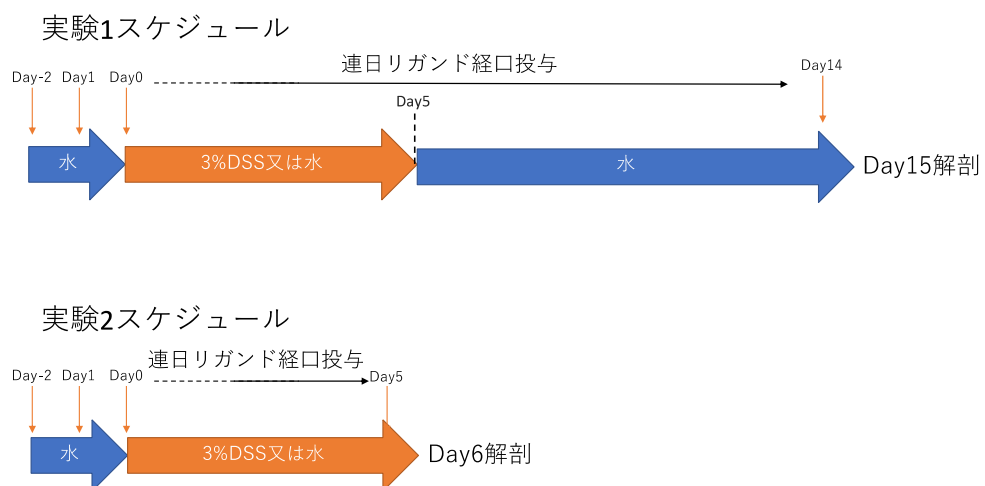 実験1スケジュール
連日リガンド経口投与
Day-2 Day1 Day0 Day14
Day5
水 3%DSS又は水 水 Day15解剖
実験2スケジュール
連日リガンド経口投与
Day-2 Day1 Day0 Day5
水 3%DSS又は水 Day6解剖